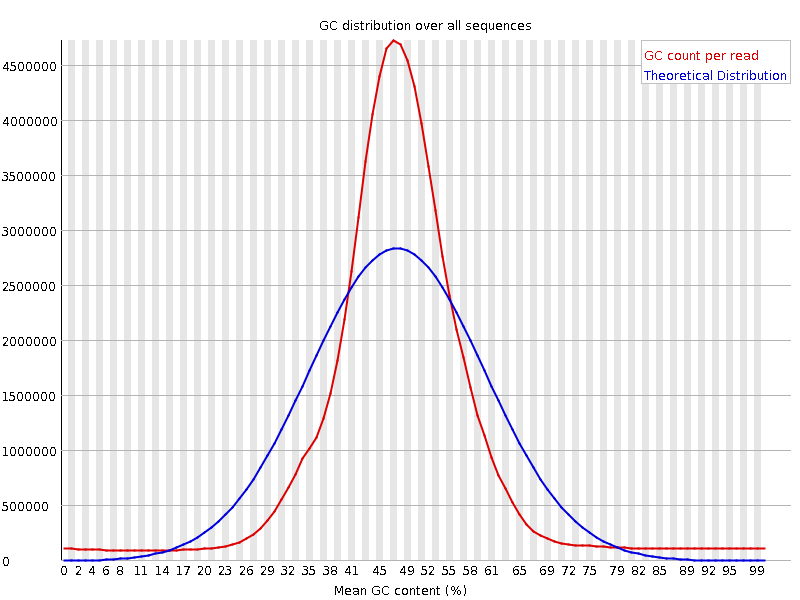 GC distribution over all sequences
GC count per read
Theoretical Distribution
4500000
4000000
3500000
3000000
2500000
2000000
1500000
1000000
500000
0
0 2 4 6 8 11 14 17 20 23 26 29 32 35 38 41 45 49 52 55 58 61 65 69 72 75 79 82 85 89 92 95 99
Mean GC content (%)